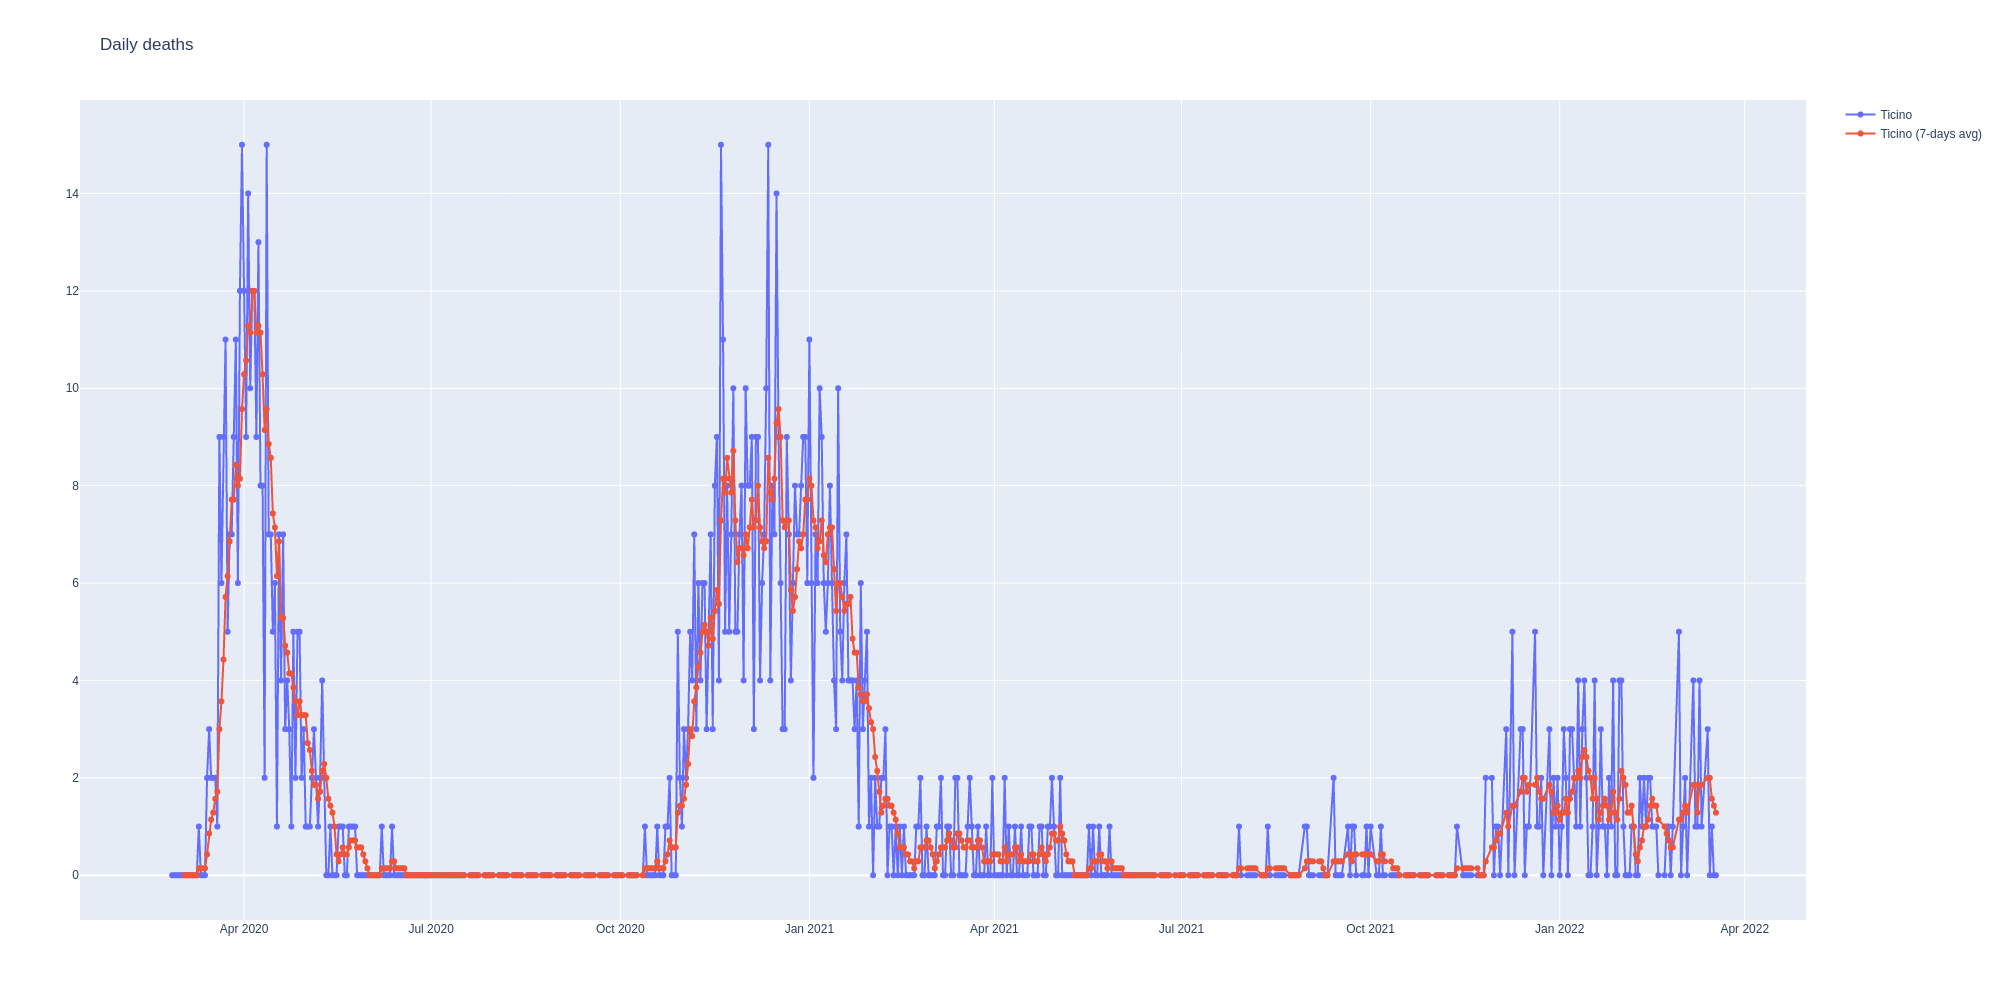 Daily deaths
Ticino
Ticino (7-days avg)
14
12
10
8
6
4
2
0
Apr 2020
Jul 2020
Oct 2020
Jan 2021
Apr 2021
Jul 2021
Oct 2021
Jan 2022
Apr 2022